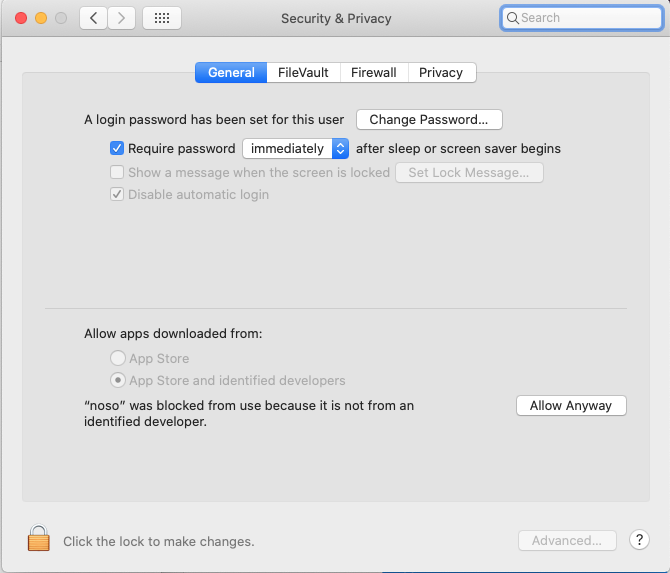 Security & Privacy
Search
General
FileVault
Firewall
Privacy
A login password has been set for this user
Change Password...
Require password
immediately
after sleep or screen saver begins
Show a message when the screen is locked
Set Lock Message...
Disable automatic login
Allow apps downloaded from:
App Store
App Store and identified developers
“noso” was blocked from use because it is not from an
identified developer.
Allow Anyway
Click the lock to make changes.
Advanced...
?